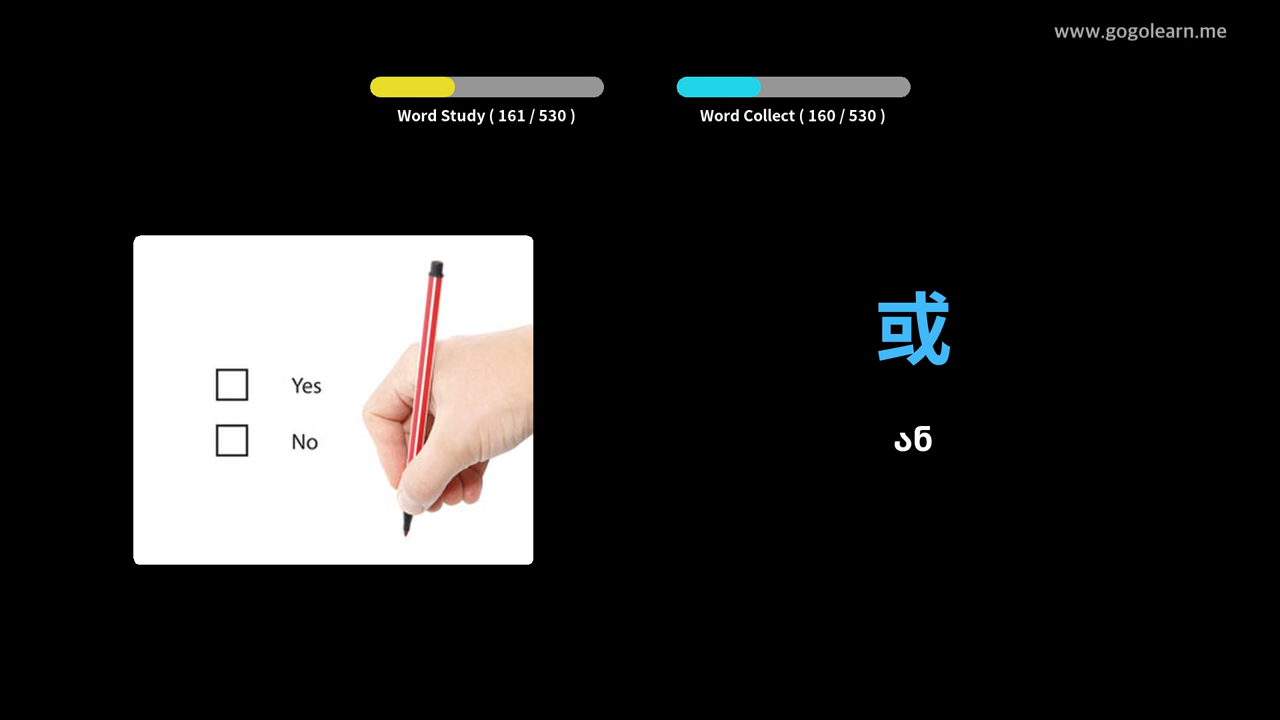 www.gogolearn.me
Word Study ( 161 / 530 )
Word Collect ( 160 / 530 )
Yes
No
或
ან